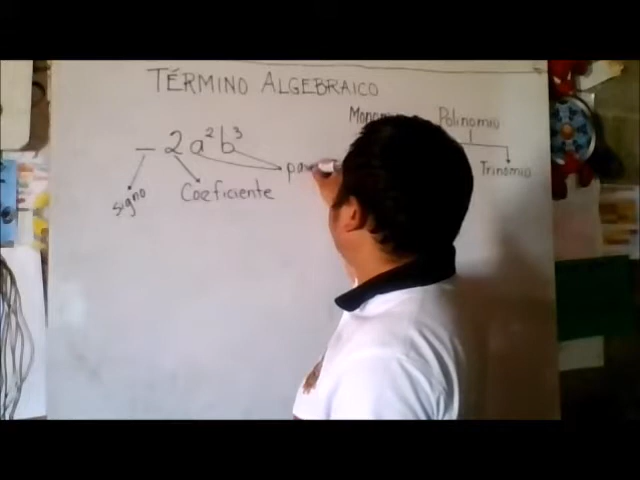 TÉRMINO ALGEBRAICO
Polinomio
Trinomio
- 2a²b³
signo
Coeficiente